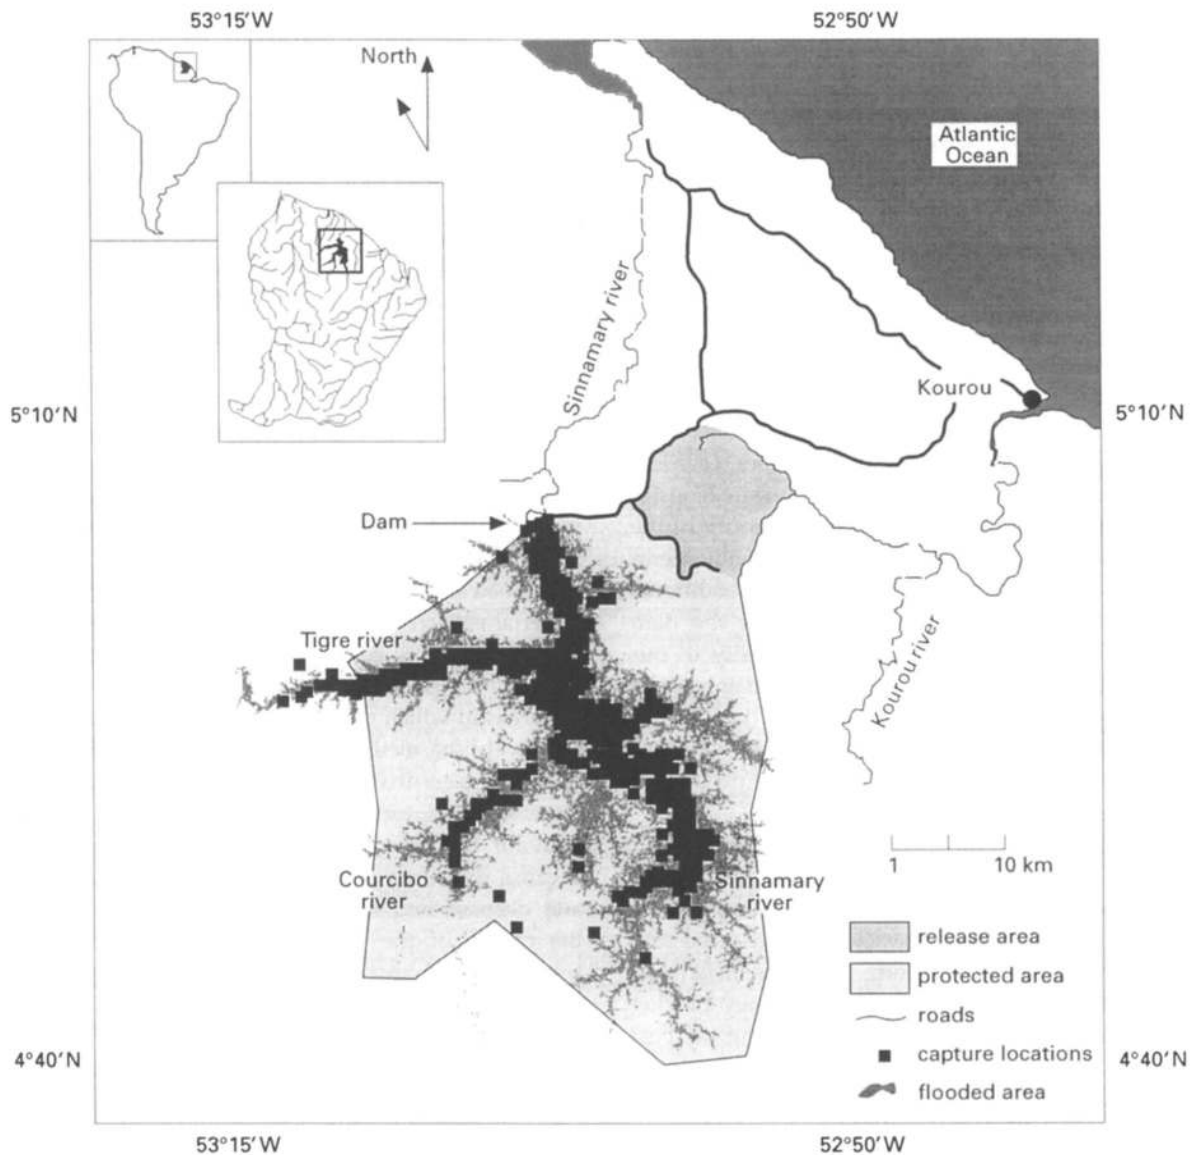 53°15′W
52°50′W
North
Atlantic
Ocean
Sinnamary river
Kourou
5°10′N
5°10′N
Dam
Tigre river
Kourou river
1 10 km
Courcibo
river
Sinnamary
river
release area
protected area
roads
capture locations
flooded area
4°40′N
4°40′N
53°15′W
52°50′W